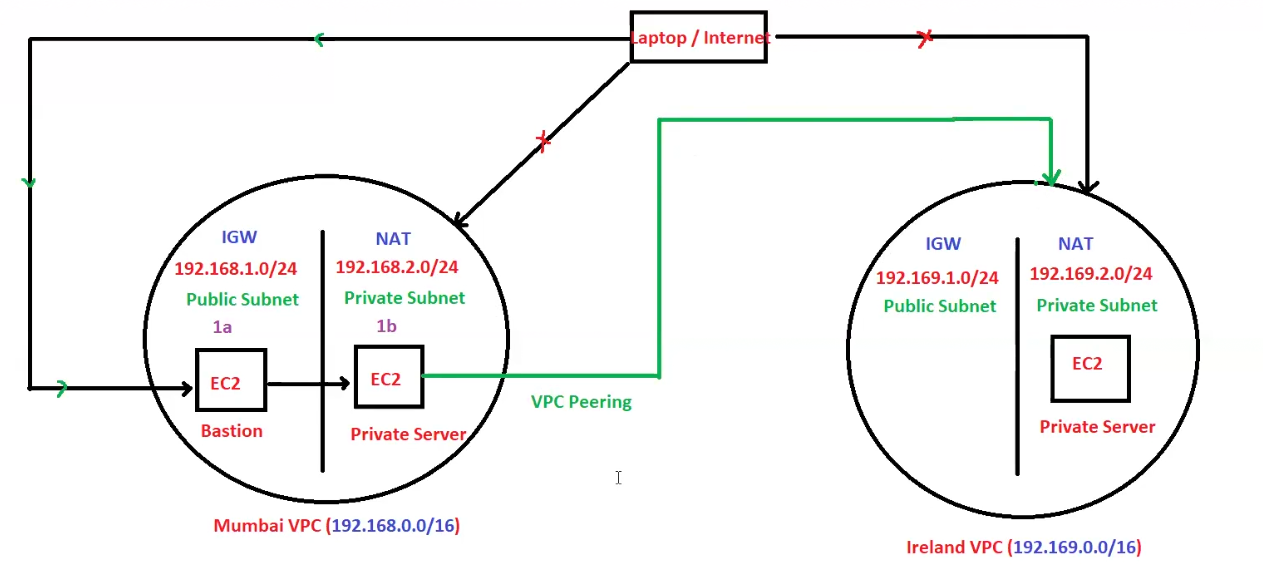 Laptop / Internet
IGW
192.168.1.0/24
Public Subnet
1a
EC2
Bastion
NAT
192.168.2.0/24
Private Subnet
1b
EC2
Private Server
Mumbai VPC (192.168.0.0/16)
VPC Peering
IGW
192.169.1.0/24
Public Subnet
NAT
192.169.2.0/24
Private Subnet
EC2
Private Server
Ireland VPC (192.169.0.0/16)